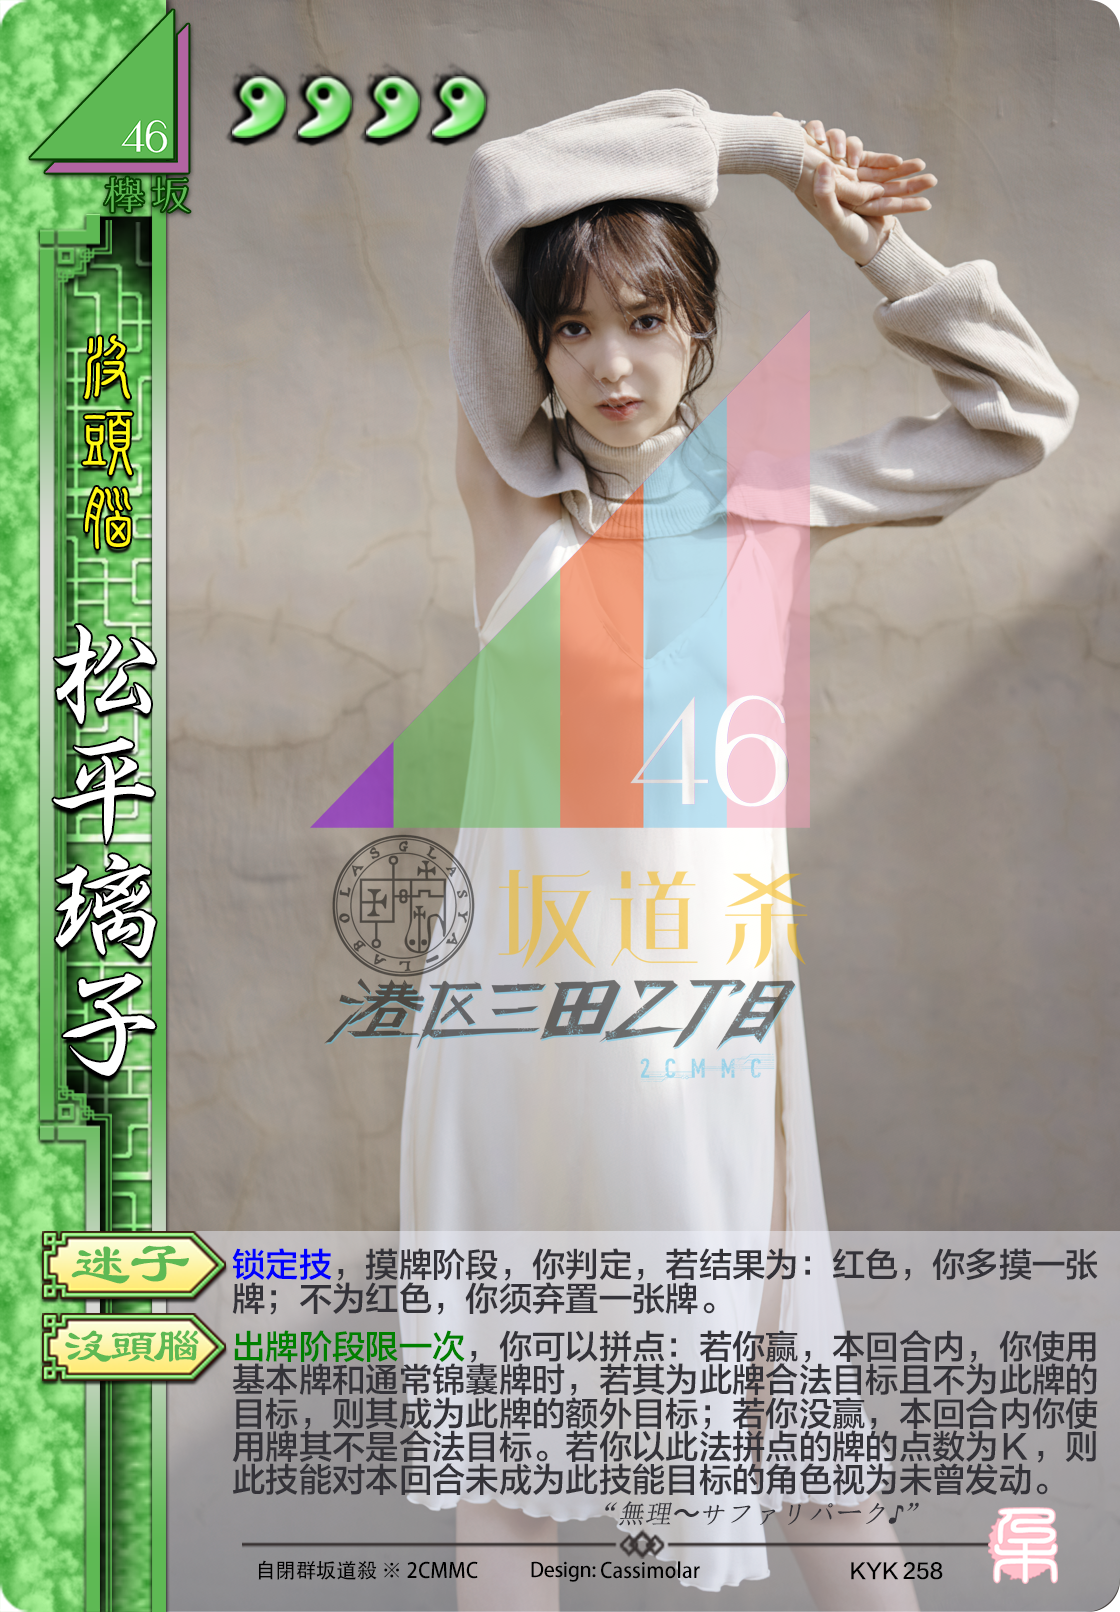 46
欅坂
沒頭腦
松平璃子
46
GLASYA-LABOLAS
坂道杀
港区三田2丁目
2CMMC
迷子
锁定技，摸牌阶段，你判定，若结果为：红色，你多摸一张
牌；不为红色，你须弃置一张牌。
沒頭腦
出牌阶段限一次，你可以拼点：若你赢，本回合内，你使用
基本牌和通常锦囊牌时，若其为此牌合法目标且不为此牌的
目标，则其成为此牌的额外目标；若你没赢，本回合内你使
用牌其不是合法目标。若你以此法拼点的牌的点数为K，则
此技能对本回合未成为此技能目标的角色视为未曾发动。
“無理～サファリパーク♪”
自閉群坂道殺 ※ 2CMMC
Design: Cassimolar
KYK 258